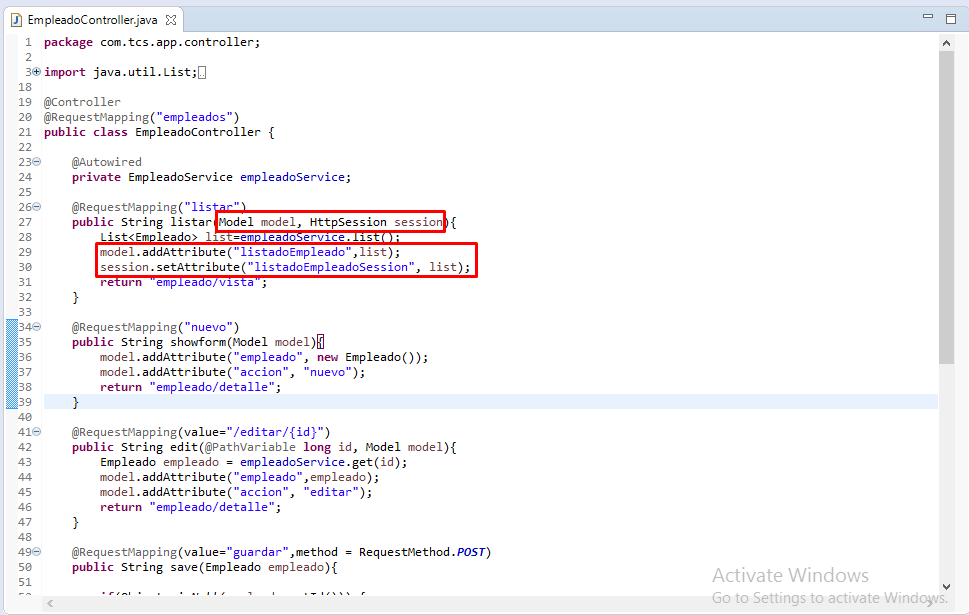 EmpleadoController.java
1 package com.tcs.app.controller;
2
3 import java.util.List;
18
19 @Controller
20 @RequestMapping("empleados")
21 public class EmpleadoController {
22
23 @Autowired
24 private EmpleadoService empleadoService;
25
26 @RequestMapping("listar")
27 public String listar(Model model, HttpSession session){
28 List<Empleado> list=empleadoService.list();
29 model.addAttribute("listadoEmpleado",list);
30 session.setAttribute("listadoEmpleadoSession", list);
31 return "empleado/vista";
32 }
33
34 @RequestMapping("nuevo")
35 public String showform(Model model){
36 model.addAttribute("empleado", new Empleado());
37 model.addAttribute("accion", "nuevo");
38 return "empleado/detalle";
39 }
40
41 @RequestMapping(value="/editar/{id}")
42 public String edit(@PathVariable long id, Model model){
43 Empleado empleado = empleadoService.get(id);
44 model.addAttribute("empleado",empleado);
45 model.addAttribute("accion", "editar");
46 return "empleado/detalle";
47 }
48
49 @RequestMapping(value="guardar",method = RequestMethod.POST)
50 public String save(Empleado empleado){
51
Activate Windows
Go to Settings to activate Windows.